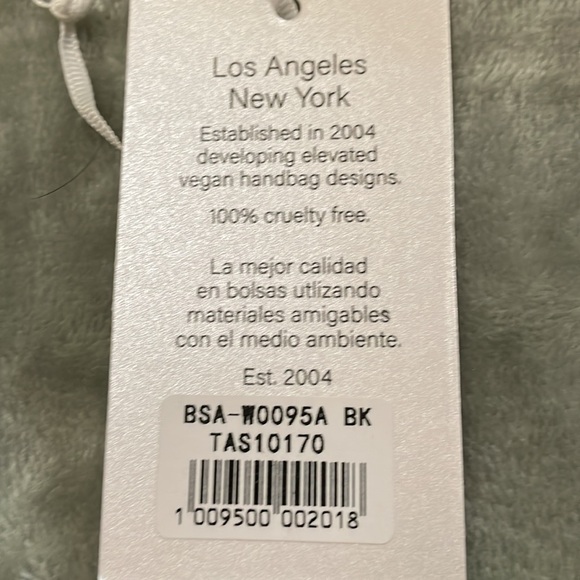 Los Angeles
New York
Established in 2004
developing elevated
vegan handbag designs.
100% cruelty free.
La mejor calidad
en bolsas utlizando
materiales amigables
con el medio ambiente.
Est. 2004
BSA-W0095A BK
TAS10170
1 009500 002018